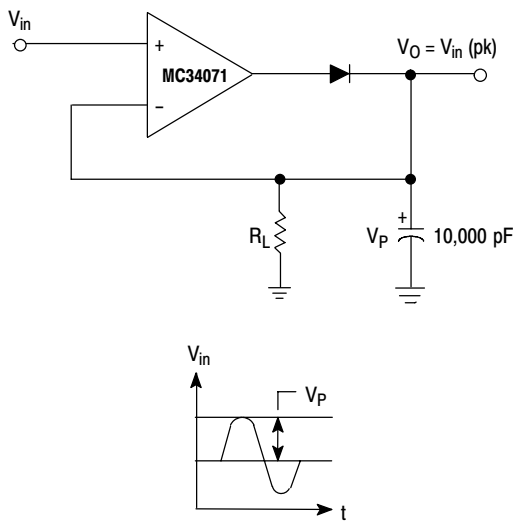 V_in
+
MC34071
−
V_O = V_in (pk)
R_L
+
V_P
10,000 pF
V_in
V_P
t